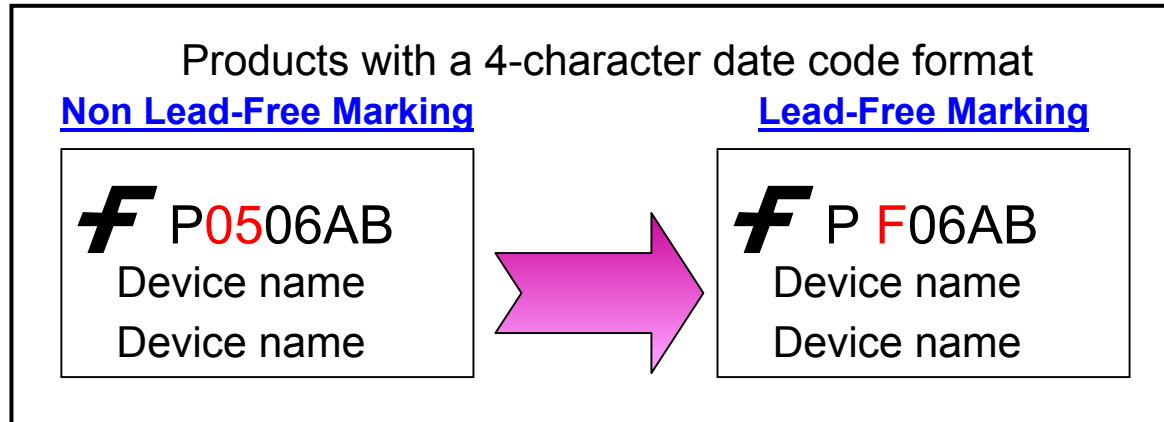 Products with a 4-character date code format
Non Lead-Free Marking
P0506AB
Device name
Device name
Lead-Free Marking
P F06AB
Device name
Device name